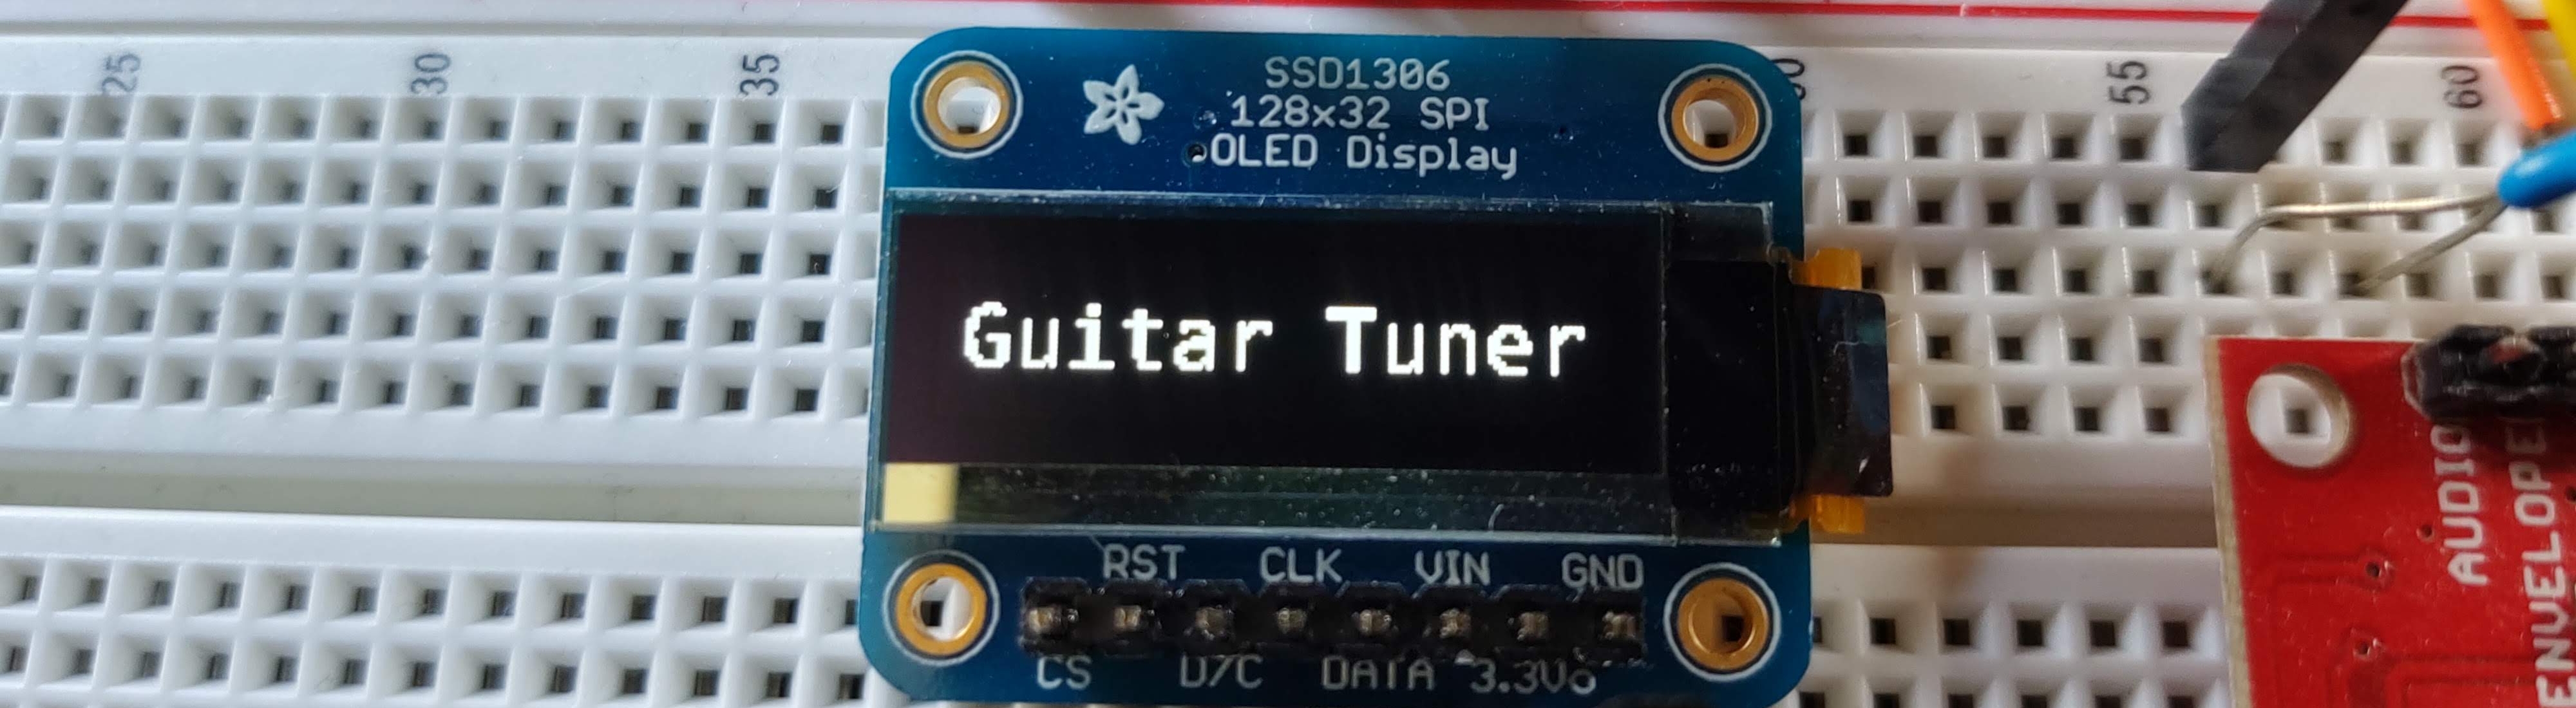 25
30
35
55
60
SSD1306
128x32 SPI
OLED Display
Guitar Tuner
RST CLK VIN GND
CS D/C DATA 3.3Vo
AUDIO
ENVELOPE